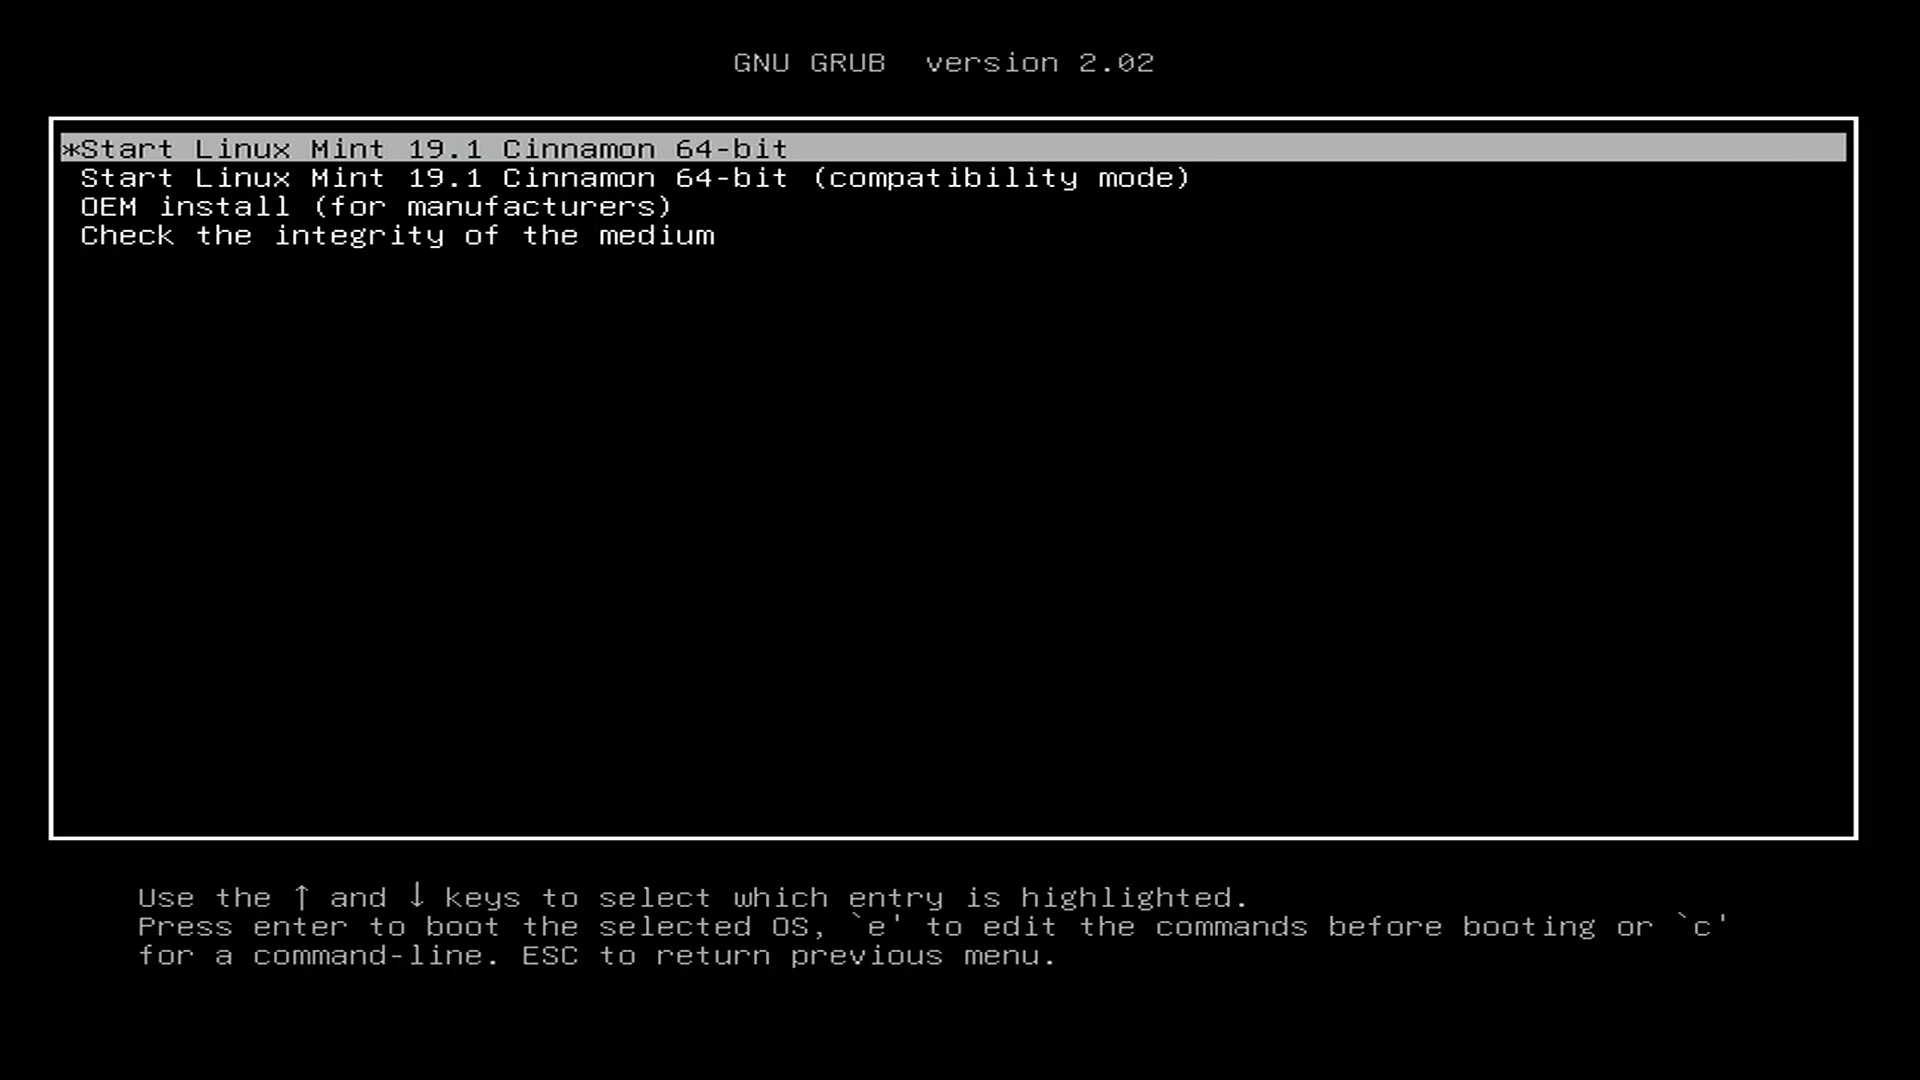 GNU GRUB  version 2.02
*Start Linux Mint 19.1 Cinnamon 64-bit
Start Linux Mint 19.1 Cinnamon 64-bit (compatibility mode)
OEM install (for manufacturers)
Check the integrity of the medium
Use the ↑ and ↓ keys to select which entry is highlighted.
Press enter to boot the selected OS, `e' to edit the commands before booting or `c'
for a command-line. ESC to return previous menu.